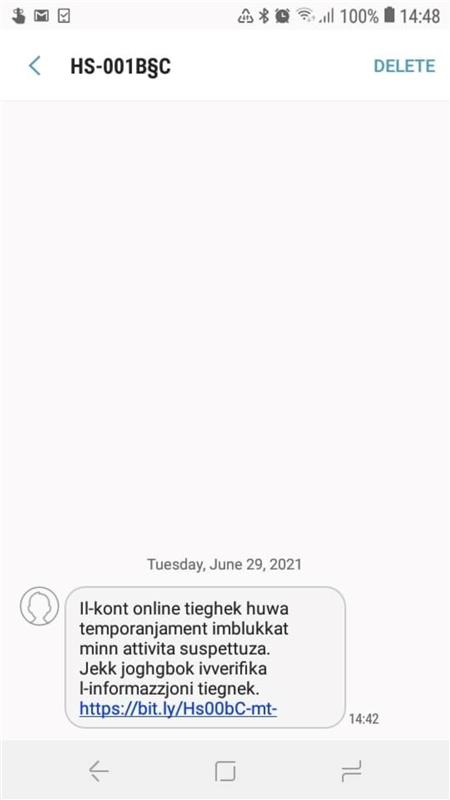 100% 14:48
HS-001B§C DELETE
Tuesday, June 29, 2021
Il-kont online tieghek huwa
temporanjament imblukkat
minn attivita suspettuza.
Jekk joghgbok ivverifika
l-informazzjoni tiegnek.
https://bit.ly/Hs00bC-mt-
14:42